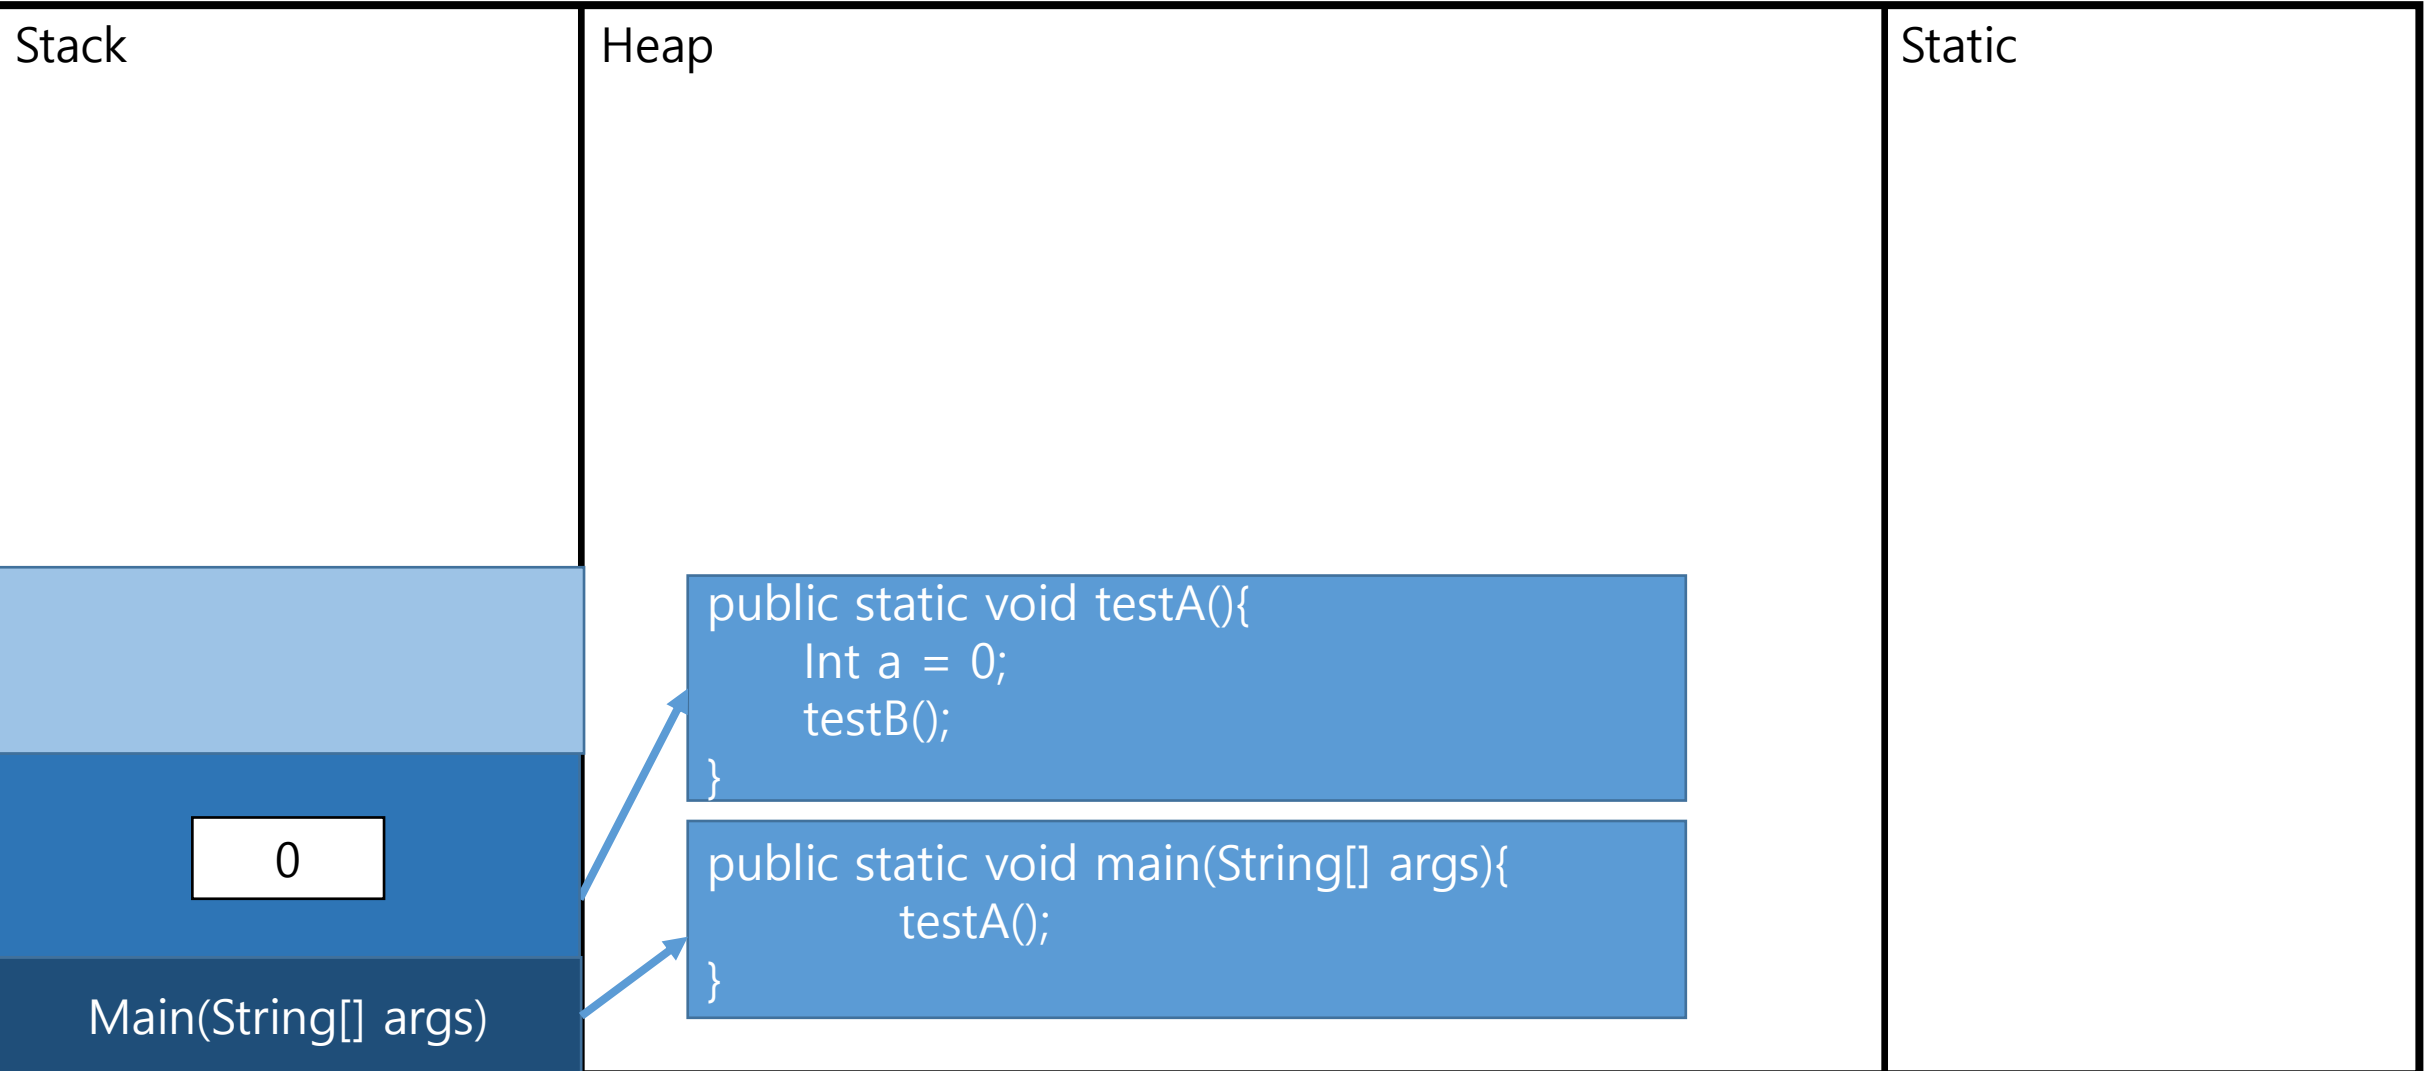 Stack
Heap
Static
public static void testA(){
Int a = 0;
testB();
}
0
public static void main(String[] args){
testA();
}
Main(String[] args)